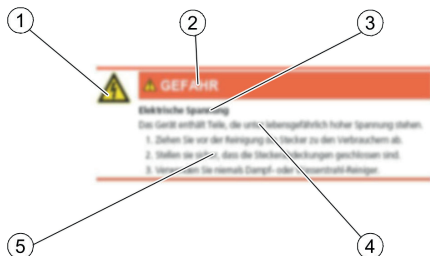 1
2
3
GEFAHR
Elektrische Spannung
Das Gerät enthält Teile, die unter lebensgefährlich hoher Spannung stehen.
1. Ziehen Sie vor der Reinigung die Stecker zu den Verbrauchern ab.
2. Stellen sie sicher, dass die Steckerabdeckungen geschlossen sind.
3. Verwenden Sie niemals Dampf- oder Wasserstrahl-Reiniger.
5
4